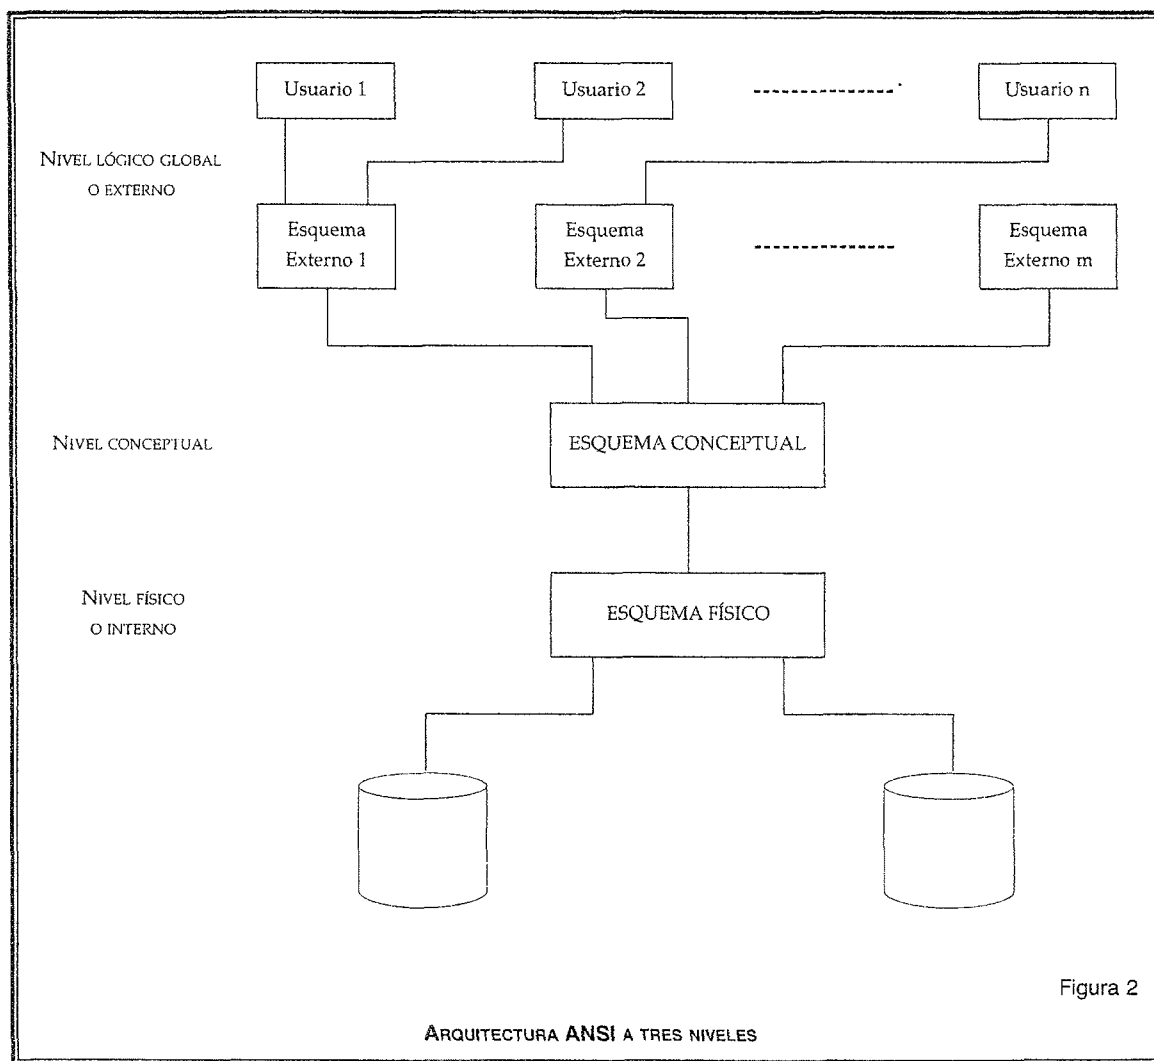 Usuario 1
Usuario 2
Usuario n
NIVEL LÓGICO GLOBAL
O EXTERNO
Esquema
Externo 1
Esquema
Externo 2
Esquema
Externo m
NIVEL CONCEPTUAL
ESQUEMA CONCEPTUAL
NIVEL FÍSICO
O INTERNO
ESQUEMA FÍSICO
Figura 2
ARQUITECTURA ANSI A TRES NIVELES